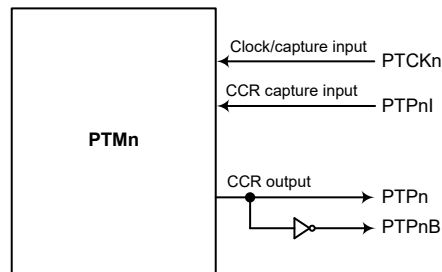 Clock/capture input
PTCKn
CCR capture input
PTPnI
PTMn
CCR output
PTPn
PTPnB